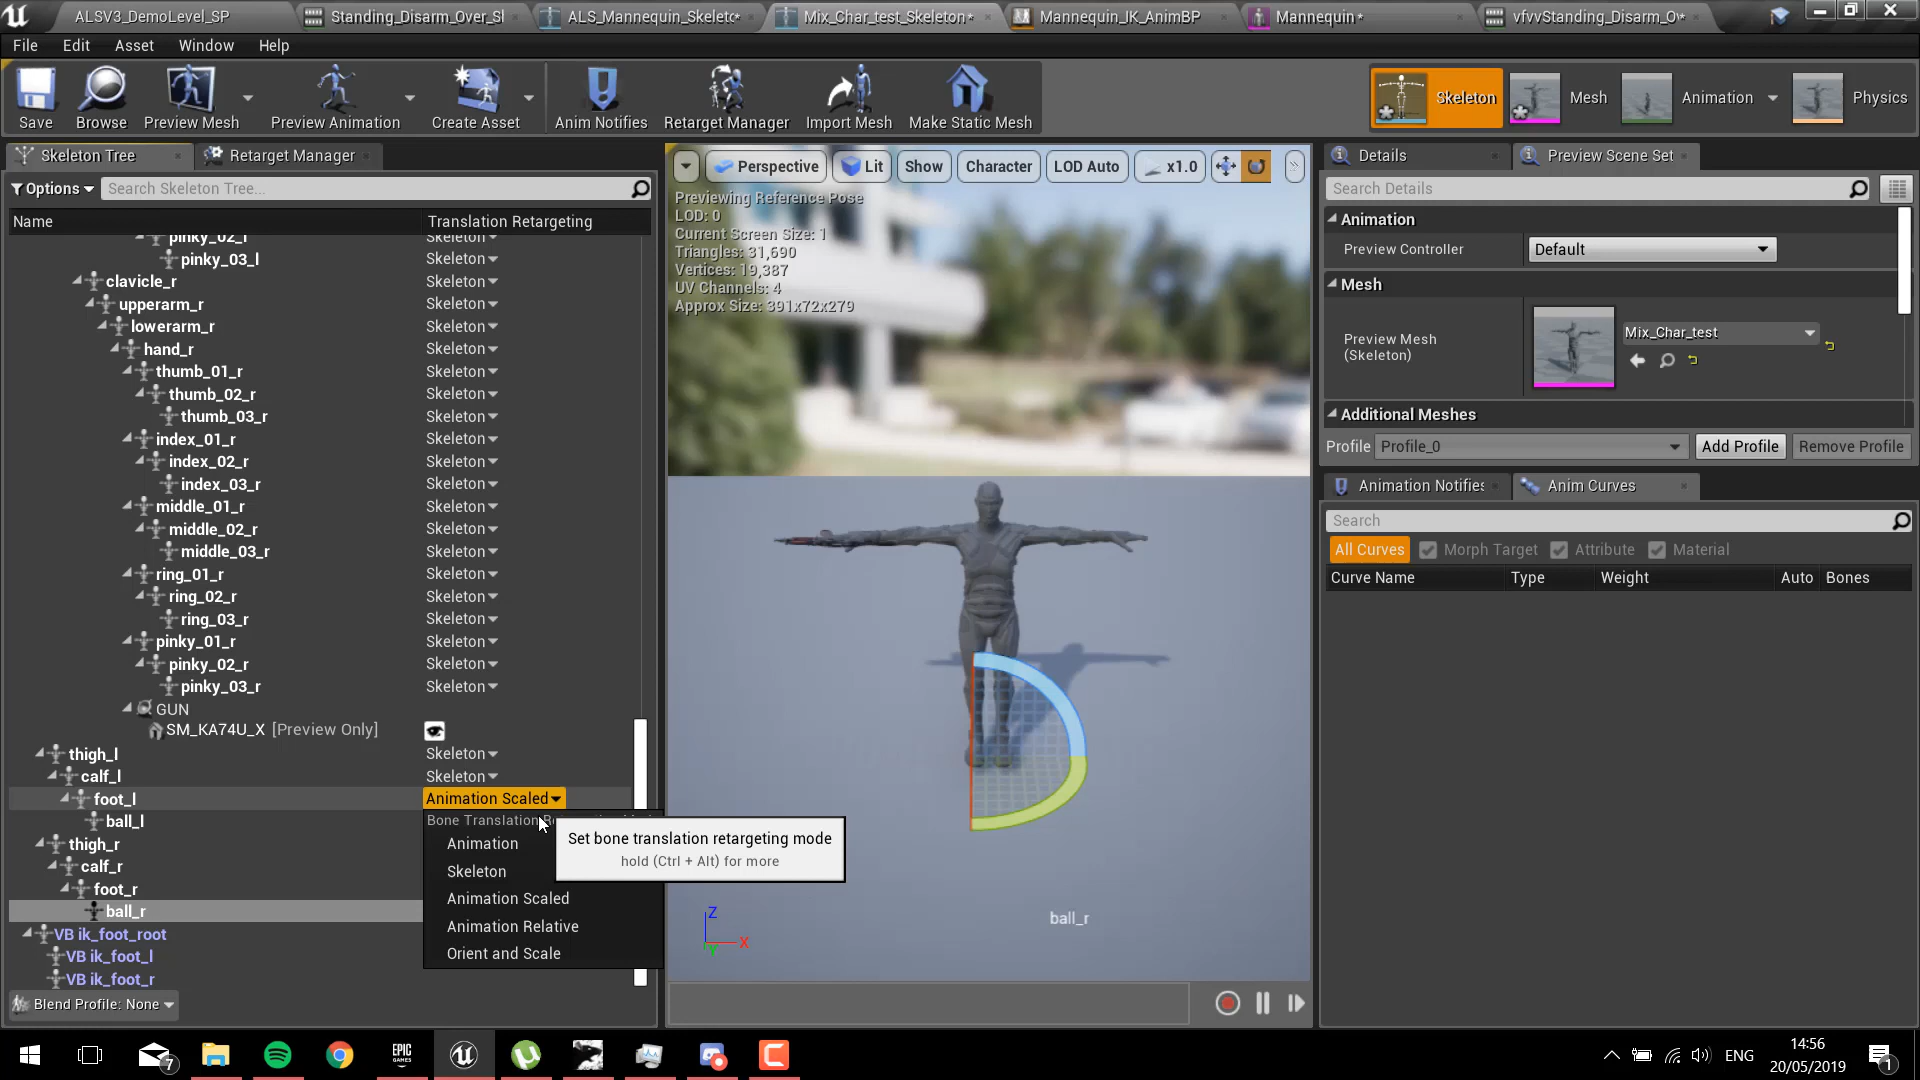 ALSV3_DemoLevel_SP
Standing_Disarm_Over_Sl
ALS_Mannequin_Skeletc*
Mix_Char_test_Skeleton*
Mannequin_IK_AnimBP
Mannequin*
vfvvStanding_Disarm_Ov*
File Edit Asset Window Help
Save
Browse
Preview Mesh
Preview Animation
Create Asset
Anim Notifies
Retarget Manager
Import Mesh
Make Static Mesh
Skeleton
Mesh
Animation
Physics
Skeleton Tree
Retarget Manager
Options
Search Skeleton Tree...
Name Translation Retargeting
pinky_02_l Skeleton
pinky_03_l Skeleton
clavicle_r Skeleton
upperarm_r Skeleton
lowerarm_r Skeleton
hand_r Skeleton
thumb_01_r Skeleton
thumb_02_r Skeleton
thumb_03_r Skeleton
index_01_r Skeleton
index_02_r Skeleton
index_03_r Skeleton
middle_01_r Skeleton
middle_02_r Skeleton
middle_03_r Skeleton
ring_01_r Skeleton
ring_02_r Skeleton
ring_03_r Skeleton
pinky_01_r Skeleton
pinky_02_r Skeleton
pinky_03_r Skeleton
GUN
SM_KA74U_X [Preview Only]
thigh_l Skeleton
calf_l Skeleton
foot_l Animation Scaled
ball_l
thigh_r
calf_r
foot_r
ball_r
VB ik_foot_root
VB ik_foot_l
VB ik_foot_r
Bone Translation
Animation
Skeleton
Animation Scaled
Animation Relative
Orient and Scale
Set bone translation retargeting mode
hold (Ctrl + Alt) for more
Blend Profile: None
Perspective
Lit
Show
Character
LOD Auto
x1.0
Previewing Reference Pose
LOD: 0
Current Screen Size: 1
Triangles: 31,690
Vertices: 19,387
UV Channels: 4
Approx Size: 391x72x279
ball_r
Z
X
Y
Details
Preview Scene Set
Search Details
Animation
Preview Controller Default
Mesh
Preview Mesh
(Skeleton)
Mix_Char_test
Additional Meshes
Profile Profile_0 Add Profile Remove Profile
Animation Notifies
Anim Curves
Search
All Curves Morph Target Attribute Material
Curve Name Type Weight Auto Bones
7
EPIC
GAMES
ENG
14:56
20/05/2019
1